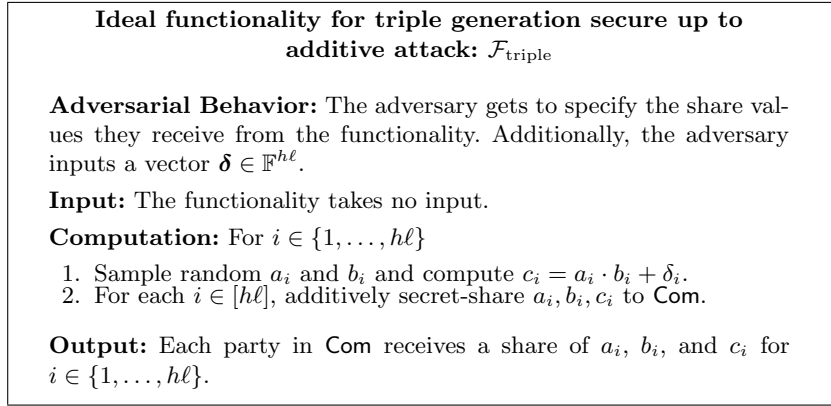 Ideal functionality for triple generation secure up to
additive attack: 𝓕_triple
Adversarial Behavior: The adversary gets to specify the share val-
ues they receive from the functionality. Additionally, the adversary
inputs a vector 𝜹 ∈ 𝔽^{hℓ}.
Input: The functionality takes no input.
Computation: For i ∈ {1, . . . , hℓ}
1. Sample random a_i and b_i and compute c_i = a_i · b_i + δ_i.
2. For each i ∈ [hℓ], additively secret-share a_i, b_i, c_i to Com.
Output: Each party in Com receives a share of a_i, b_i, and c_i for
i ∈ {1, . . . , hℓ}.